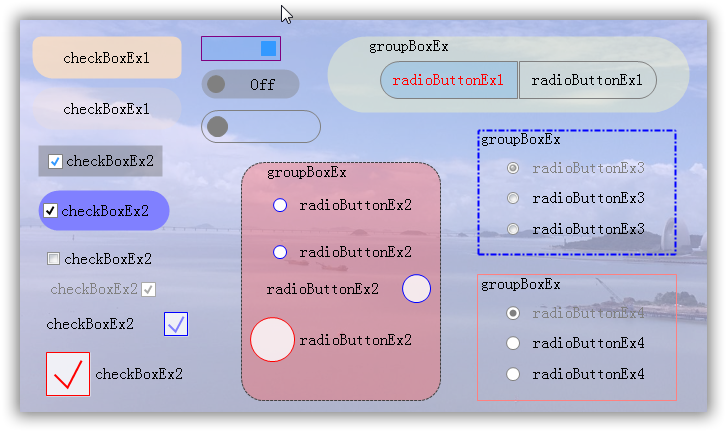 checkBoxEx1
checkBoxEx1
checkBoxEx2
checkBoxEx2
checkBoxEx2
checkBoxEx2
checkBoxEx2
checkBoxEx2
Off
groupBoxEx
radioButtonEx1 radioButtonEx1
groupBoxEx
radioButtonEx2
radioButtonEx2
radioButtonEx2
radioButtonEx2
groupBoxEx
radioButtonEx3
radioButtonEx3
radioButtonEx3
groupBoxEx
radioButtonEx4
radioButtonEx4
radioButtonEx4